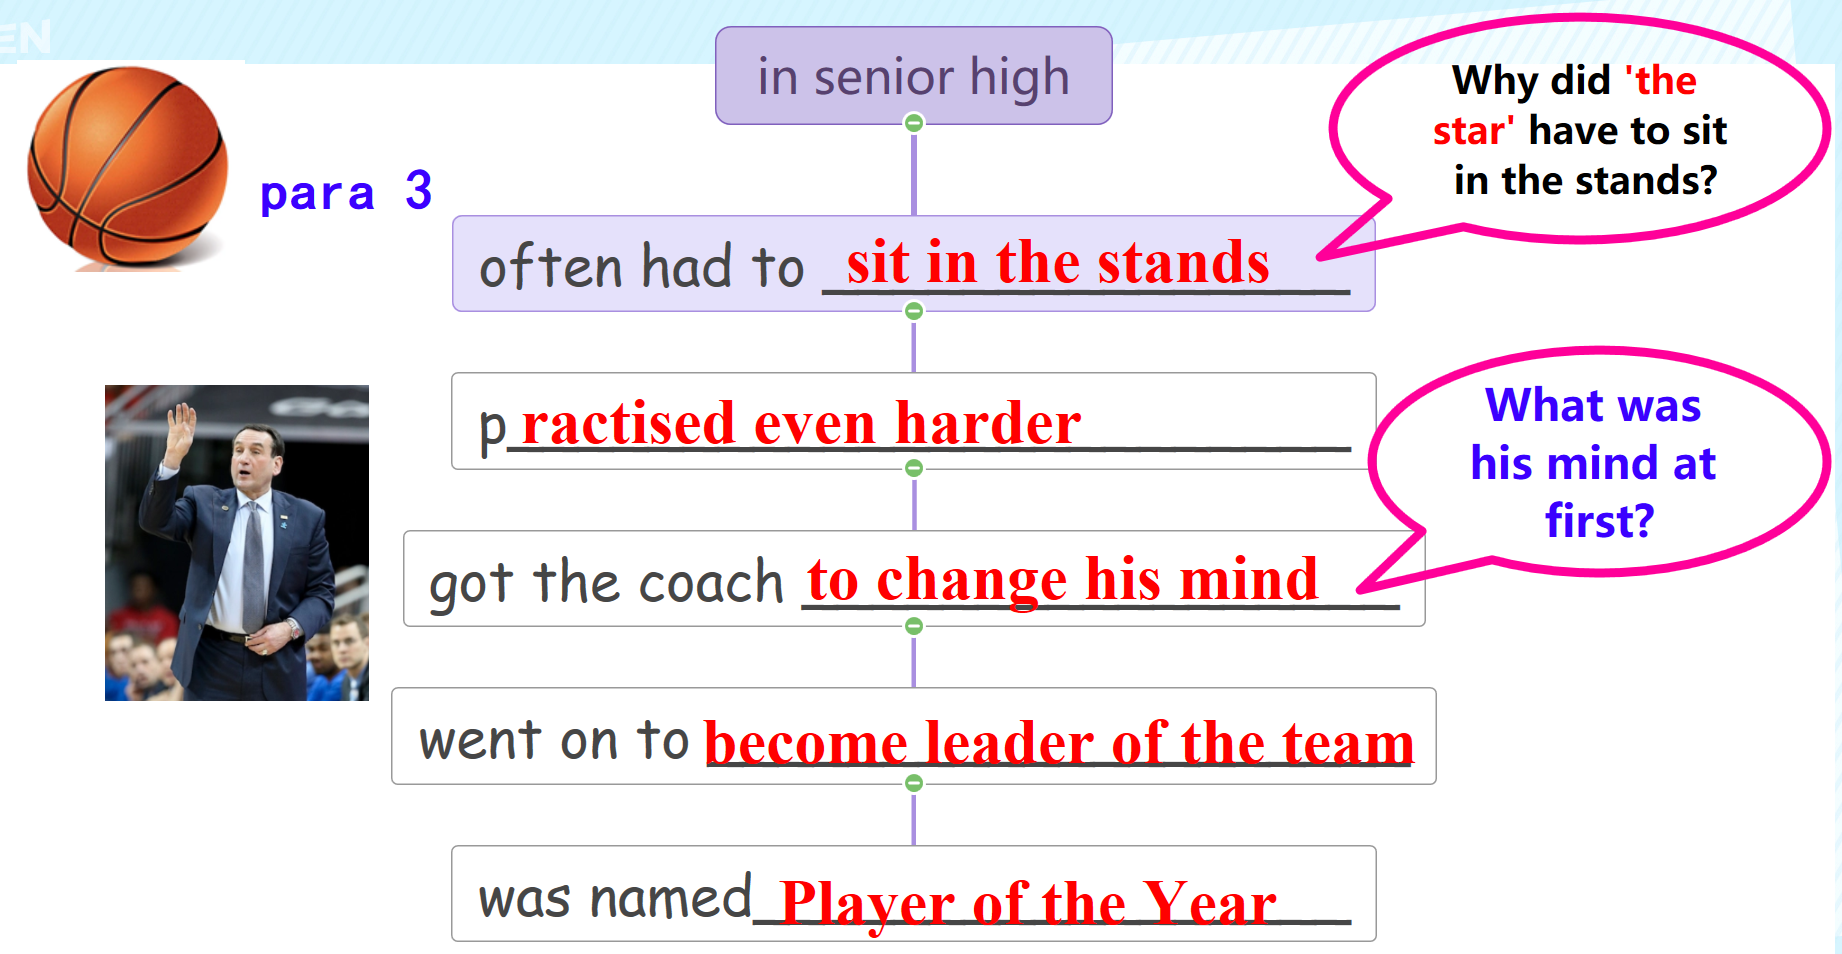 EN
in senior high
Why did 'the
star' have to sit
in the stands?
para 3
often had to sit in the stands
practised even harder
What was
his mind at
first?
got the coach to change his mind
went on to become leader of the team
was named Player of the Year